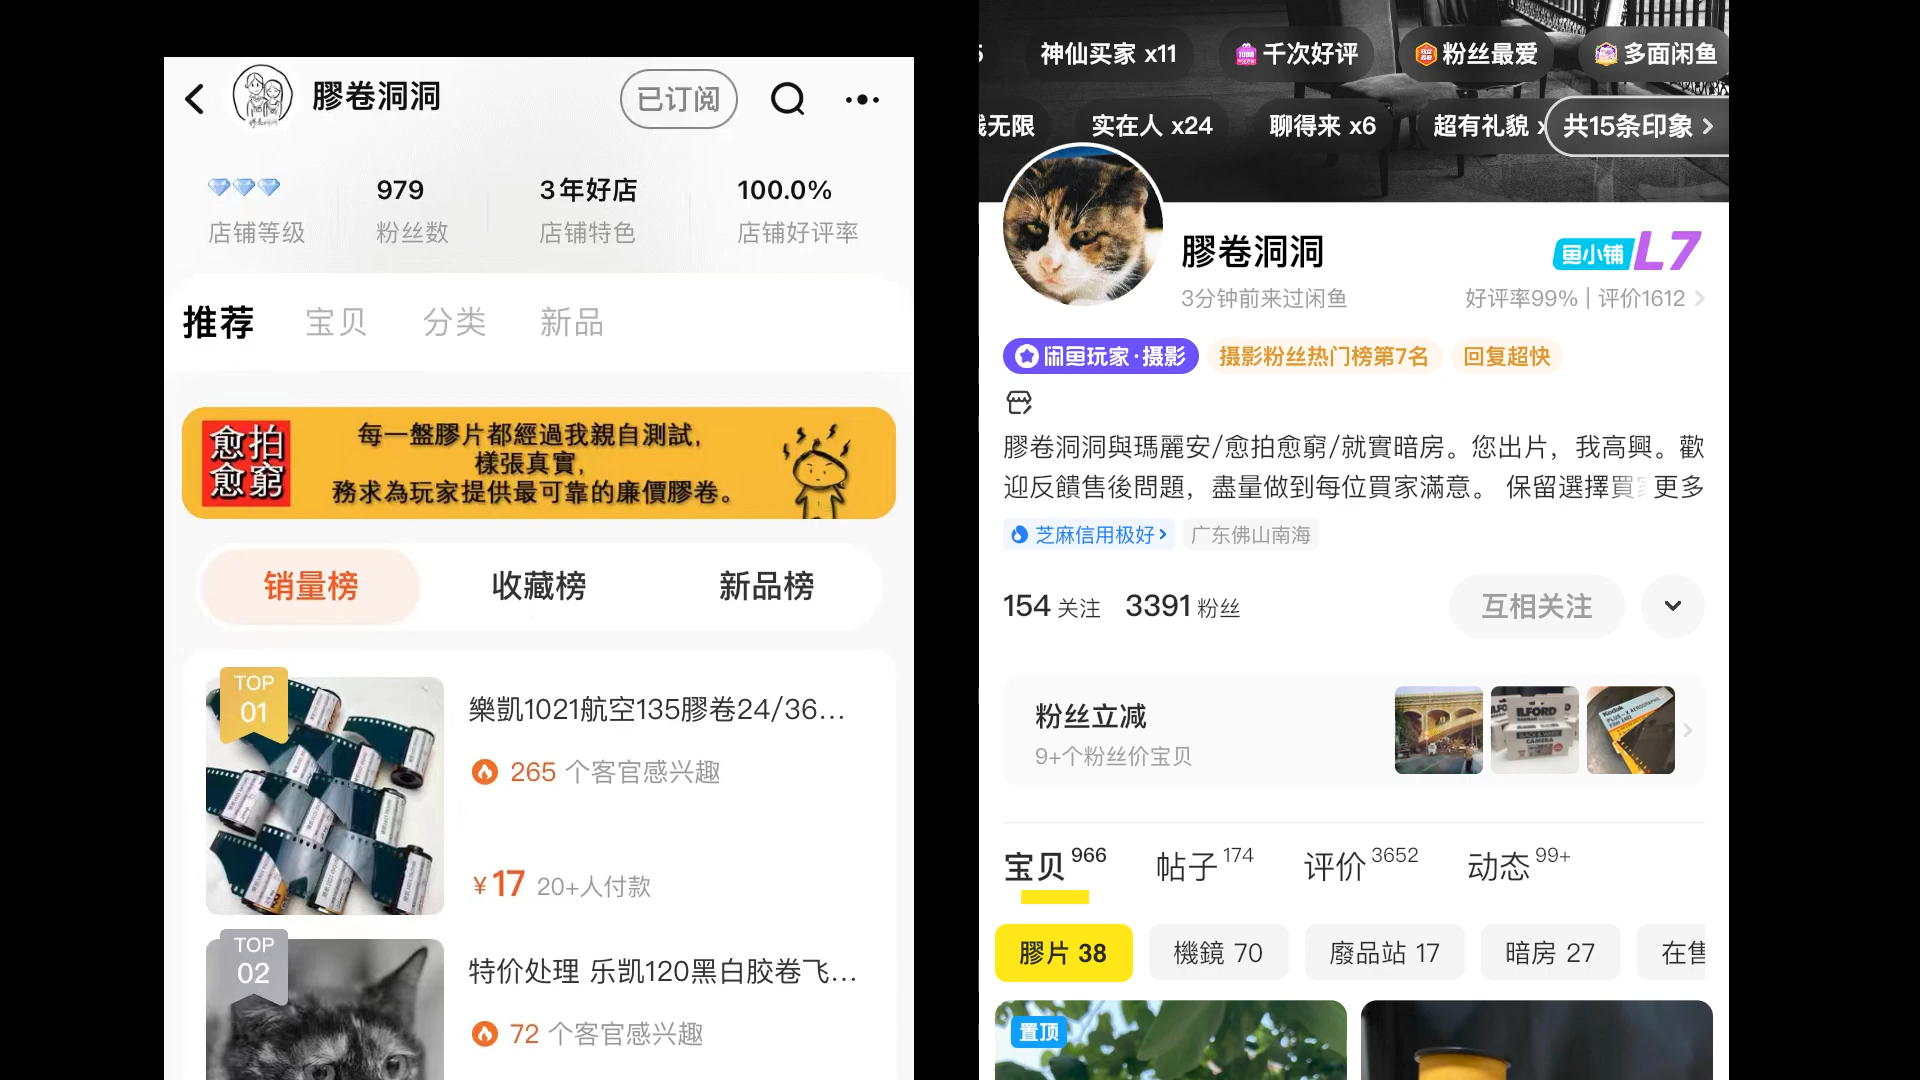 膠卷洞洞
已订阅
979
3年好店
100.0%
店铺等级
粉丝数
店铺特色
店铺好评率
推荐
宝贝
分类
新品
愈拍
愈窮
每一盤膠片都經過我親自測試,
樣張真實,
務求為玩家提供最可靠的廉價膠卷。
销量榜
收藏榜
新品榜
TOP
01
樂凱1021航空135膠卷24/36...
265 个客官感兴趣
¥17 20+人付款
TOP
02
特价处理 乐凯120黑白胶卷飞...
72 个客官感兴趣
神仙买家 x11
千次好评
粉丝最爱
多面闲鱼
无限
实在人 x24
聊得来 x6
超有礼貌
共15条印象
膠卷洞洞
鱼小铺 L7
3分钟前来过闲鱼
好评率99% | 评价1612
闲鱼玩家·摄影
摄影粉丝热门榜第7名
回复超快
膠卷洞洞與瑪麗安/愈拍愈窮/就實暗房。您出片，我高興。歡
迎反饋售後問題，盡量做到每位買家滿意。 保留選擇買 更多
芝麻信用极好
广东佛山南海
154 关注
3391 粉丝
互相关注
粉丝立减
9+个粉丝价宝贝
ILFORD
CAMERA
Kodak
宝贝 966
帖子 174
评价 3652
动态 99+
膠片 38
機鏡 70
廢品站 17
暗房 27
在售
置顶